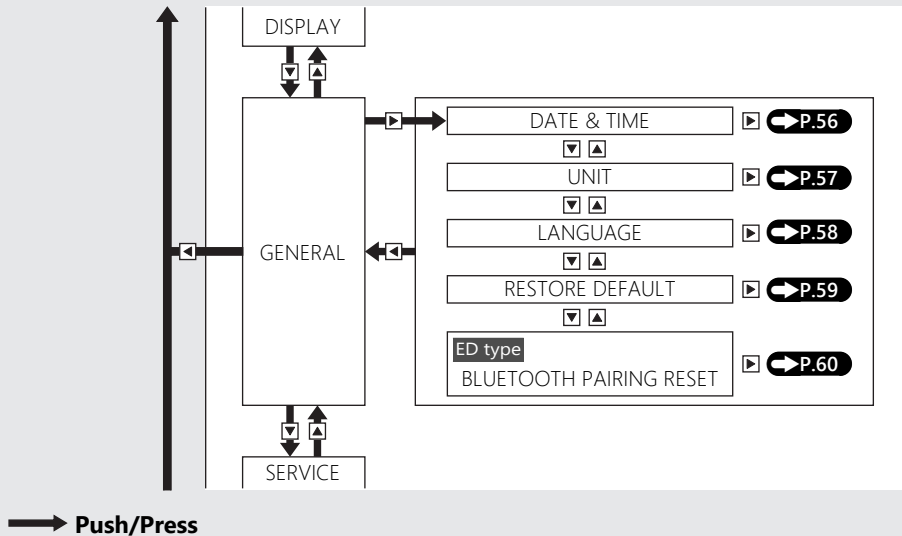 DISPLAY
DATE & TIME P.56
UNIT P.57
GENERAL
LANGUAGE P.58
RESTORE DEFAULT P.59
ED type
BLUETOOTH PAIRING RESET P.60
SERVICE
Push/Press